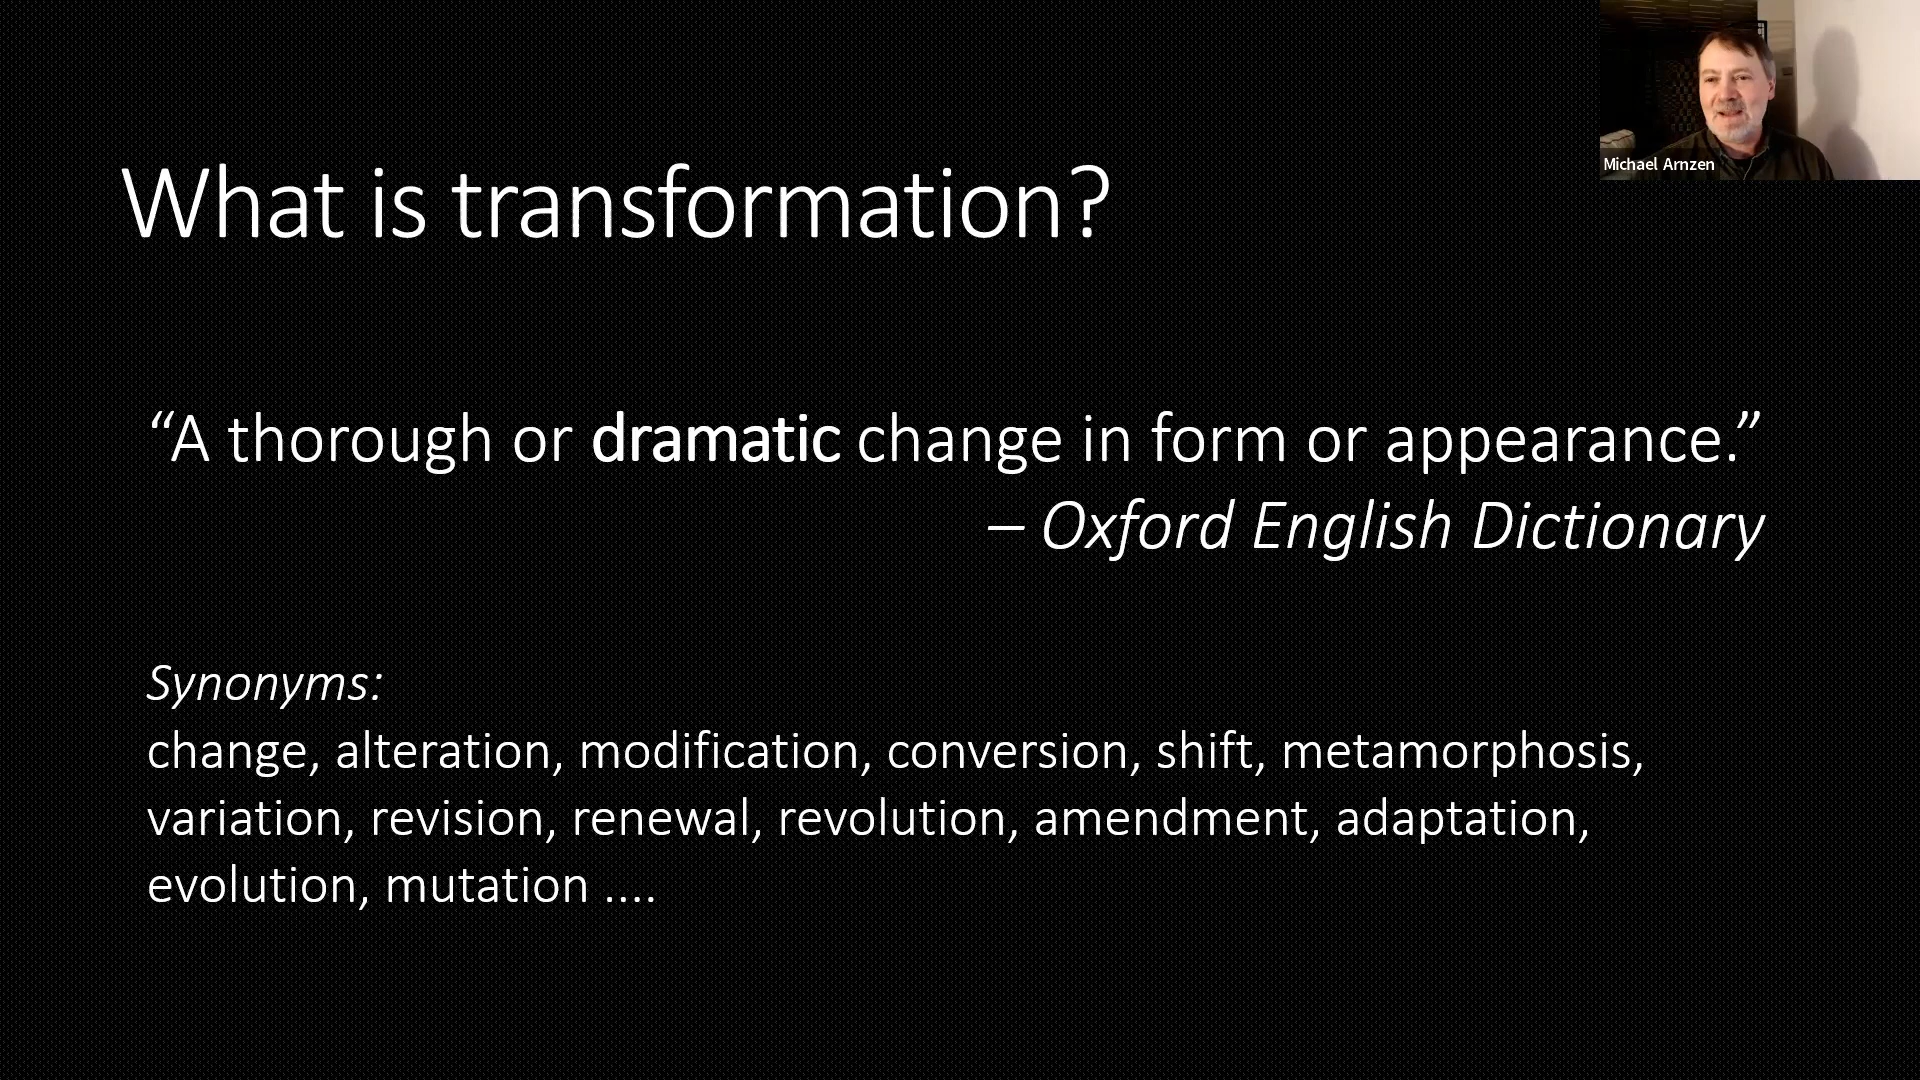 Michael Arnzen
What is transformation?
“A thorough or dramatic change in form or appearance.”
– Oxford English Dictionary
Synonyms:
change, alteration, modification, conversion, shift, metamorphosis,
variation, revision, renewal, revolution, amendment, adaptation,
evolution, mutation ....